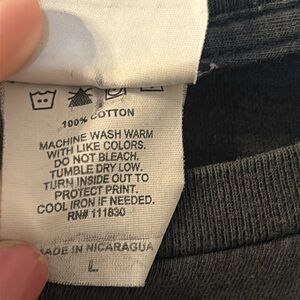 100% COTTON
MACHINE WASH WARM
WITH LIKE COLORS.
DO NOT BLEACH.
TUMBLE DRY LOW.
TURN INSIDE OUT TO
PROTECT PRINT.
COOL IRON IF NEEDED.
RN# 111830
MADE IN NICARAGUA
L